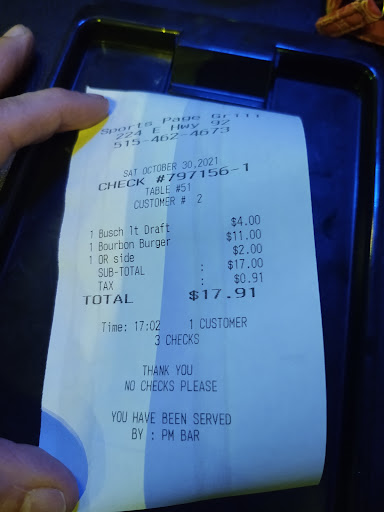 Sports Page Grill
224 E Hwy 92
515-462-4673
SAT OCTOBER 30,2021
CHECK #797156-1
TABLE #51
CUSTOMER # 2
1 Busch lt Draft $4.00
1 Bourbon Burger $11.00
1 OR side $2.00
SUB-TOTAL : $17.00
TAX : $0.91
TOTAL $17.91
Time: 17:02 1 CUSTOMER
3 CHECKS
THANK YOU
NO CHECKS PLEASE
YOU HAVE BEEN SERVED
BY : PM BAR